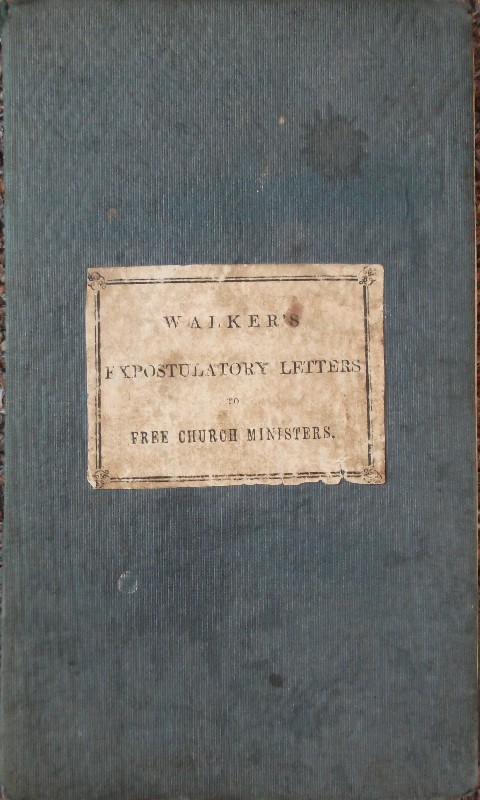 WALKER'S
EXPOSTULATORY LETTERS
TO
FREE CHURCH MINISTERS.